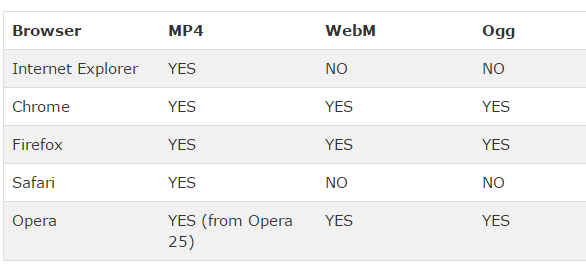 Browser MP4 WebM Ogg
Internet Explorer YES NO NO
Chrome YES YES YES
Firefox YES YES YES
Safari YES NO NO
Opera YES (from Opera YES YES
25)